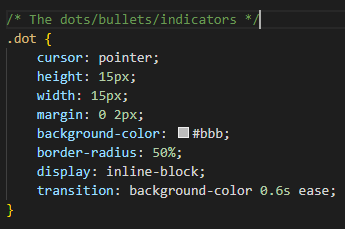 /* The dots/bullets/indicators */
.dot {
    cursor: pointer;
    height: 15px;
    width: 15px;
    margin: 0 2px;
    background-color: #bbb;
    border-radius: 50%;
    display: inline-block;
    transition: background-color 0.6s ease;
}